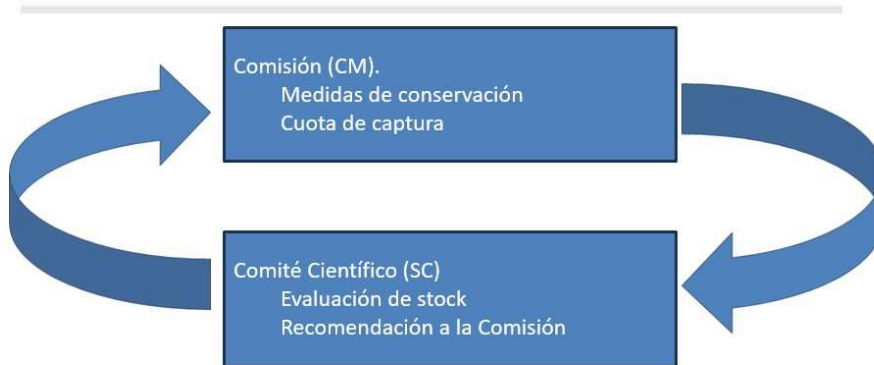 Comisión (CM).
Medidas de conservación
Cuota de captura
Comité Científico (SC)
Evaluación de stock
Recomendación a la Comisión